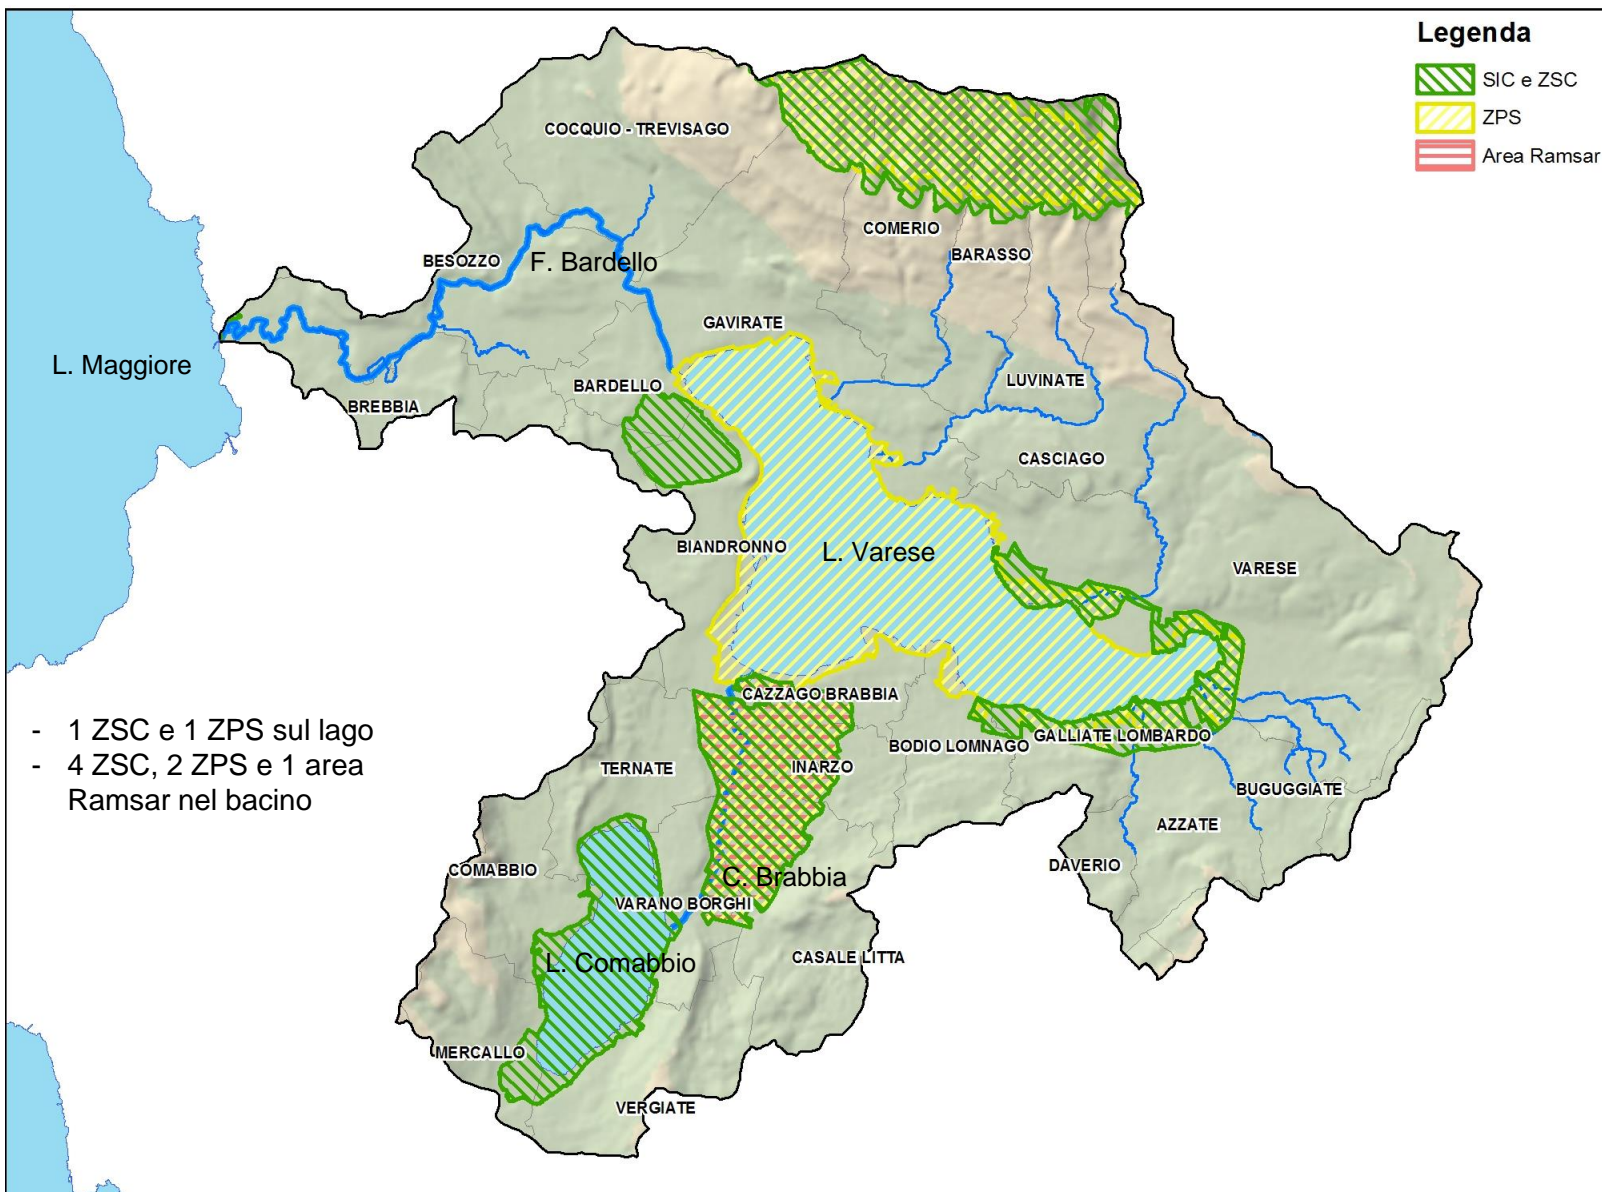 Legenda
SIC e ZSC
ZPS
Area Ramsar
COCQUIO - TREVISAGO
COMERIO
BARASSO
BESOZZO
F. Bardello
GAVIRATE
L. Maggiore
BARDELLO
LUVINATE
BREBBIA
CASCIAGO
BIANDRONNO
L. Varese
VARESE
CAZZAGO BRABBIA
- 1 ZSC e 1 ZPS sul lago
- 4 ZSC, 2 ZPS e 1 area
Ramsar nel bacino
BODIO LOMNAGO
GALLIATE LOMBARDO
TERNATE
INARZO
BUGUGGIATE
AZZATE
COMABBIO
DAVERIO
C. Brabbia
VARANO BORGHI
L. Comabbio
CASALE LITTA
MERCALLO
VERGIATE